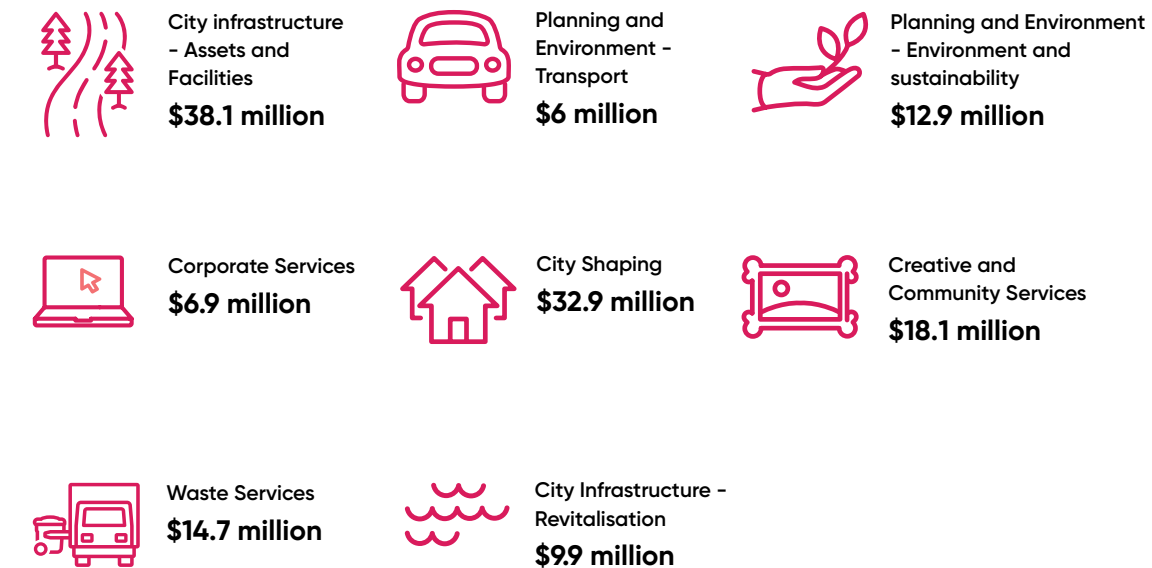 City infrastructure
- Assets and
Facilities
$38.1 million
Planning and
Environment -
Transport
$6 million
Planning and Environment
- Environment and
sustainability
$12.9 million
Corporate Services
$6.9 million
City Shaping
$32.9 million
Creative and
Community Services
$18.1 million
Waste Services
$14.7 million
City Infrastructure -
Revitalisation
$9.9 million